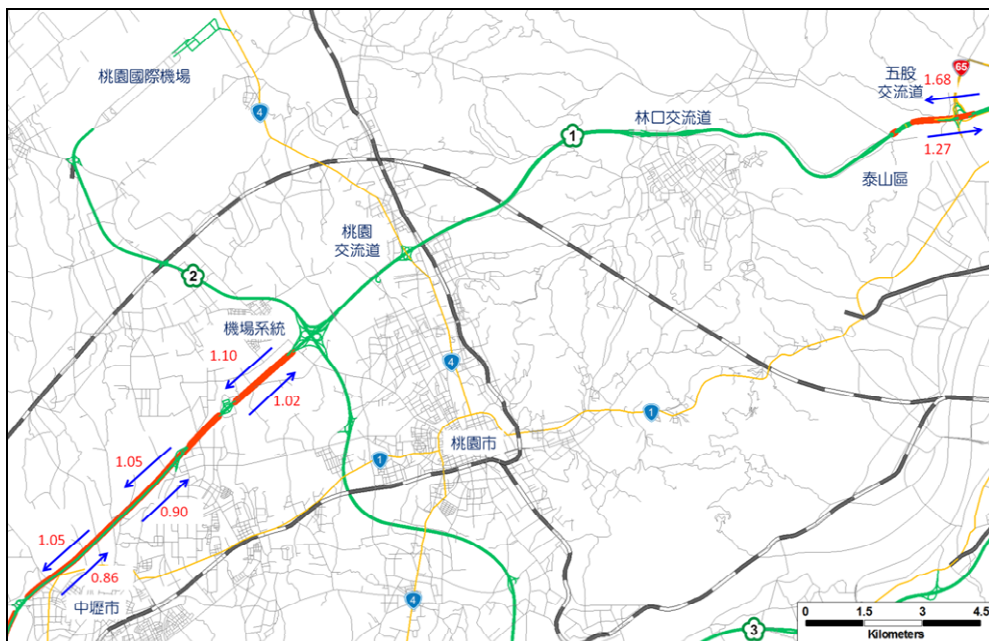 桃園國際機場
4
五股
交流道
65
1.68
1.27
林口交流道
1
泰山區
桃園
交流道
2
機場系統
1.10
1.02
4
1
桃園市
1
1.05
0.90
1.05
0.86
中壢市
4
3
0 1.5 3 4.5
Kilometers